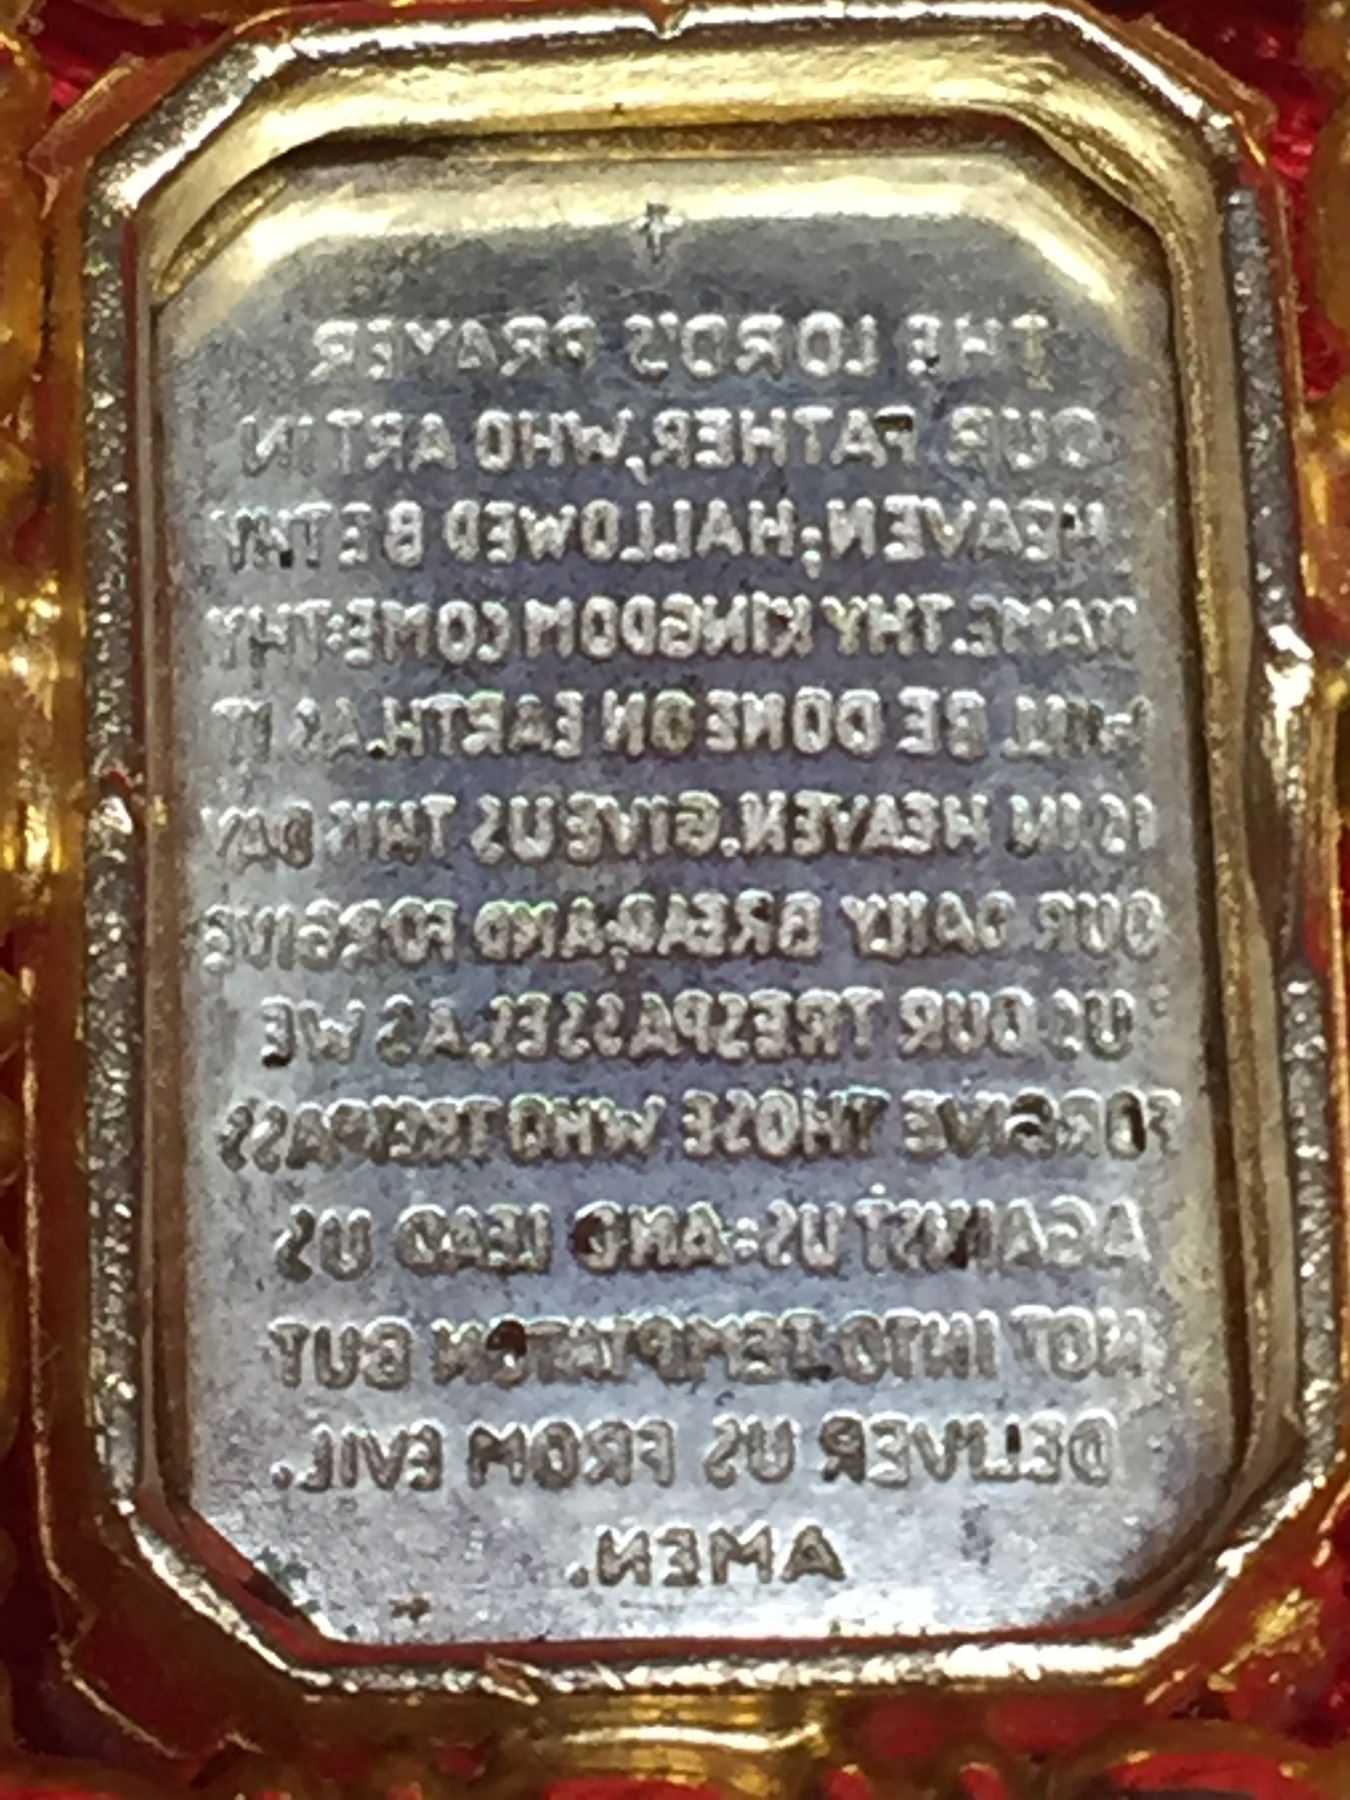 THE LORD'S PRAYER
OUR FATHER, WHO ART IN
HEAVEN; HALLOWED BE THY
NAME. THY KINGDOM COME: THY
WILL BE DONE ON EARTH, AS IT
IS IN HEAVEN. GIVE US THIS DAY
OUR DAILY BREAD, AND FORGIVE
US OUR TRESPASSES, AS WE
FORGIVE THOSE WHO TRESPASS
AGAINST US: AND LEAD US
NOT INTO TEMPTATION BUT
DELIVER US FROM EVIL.
AMEN.